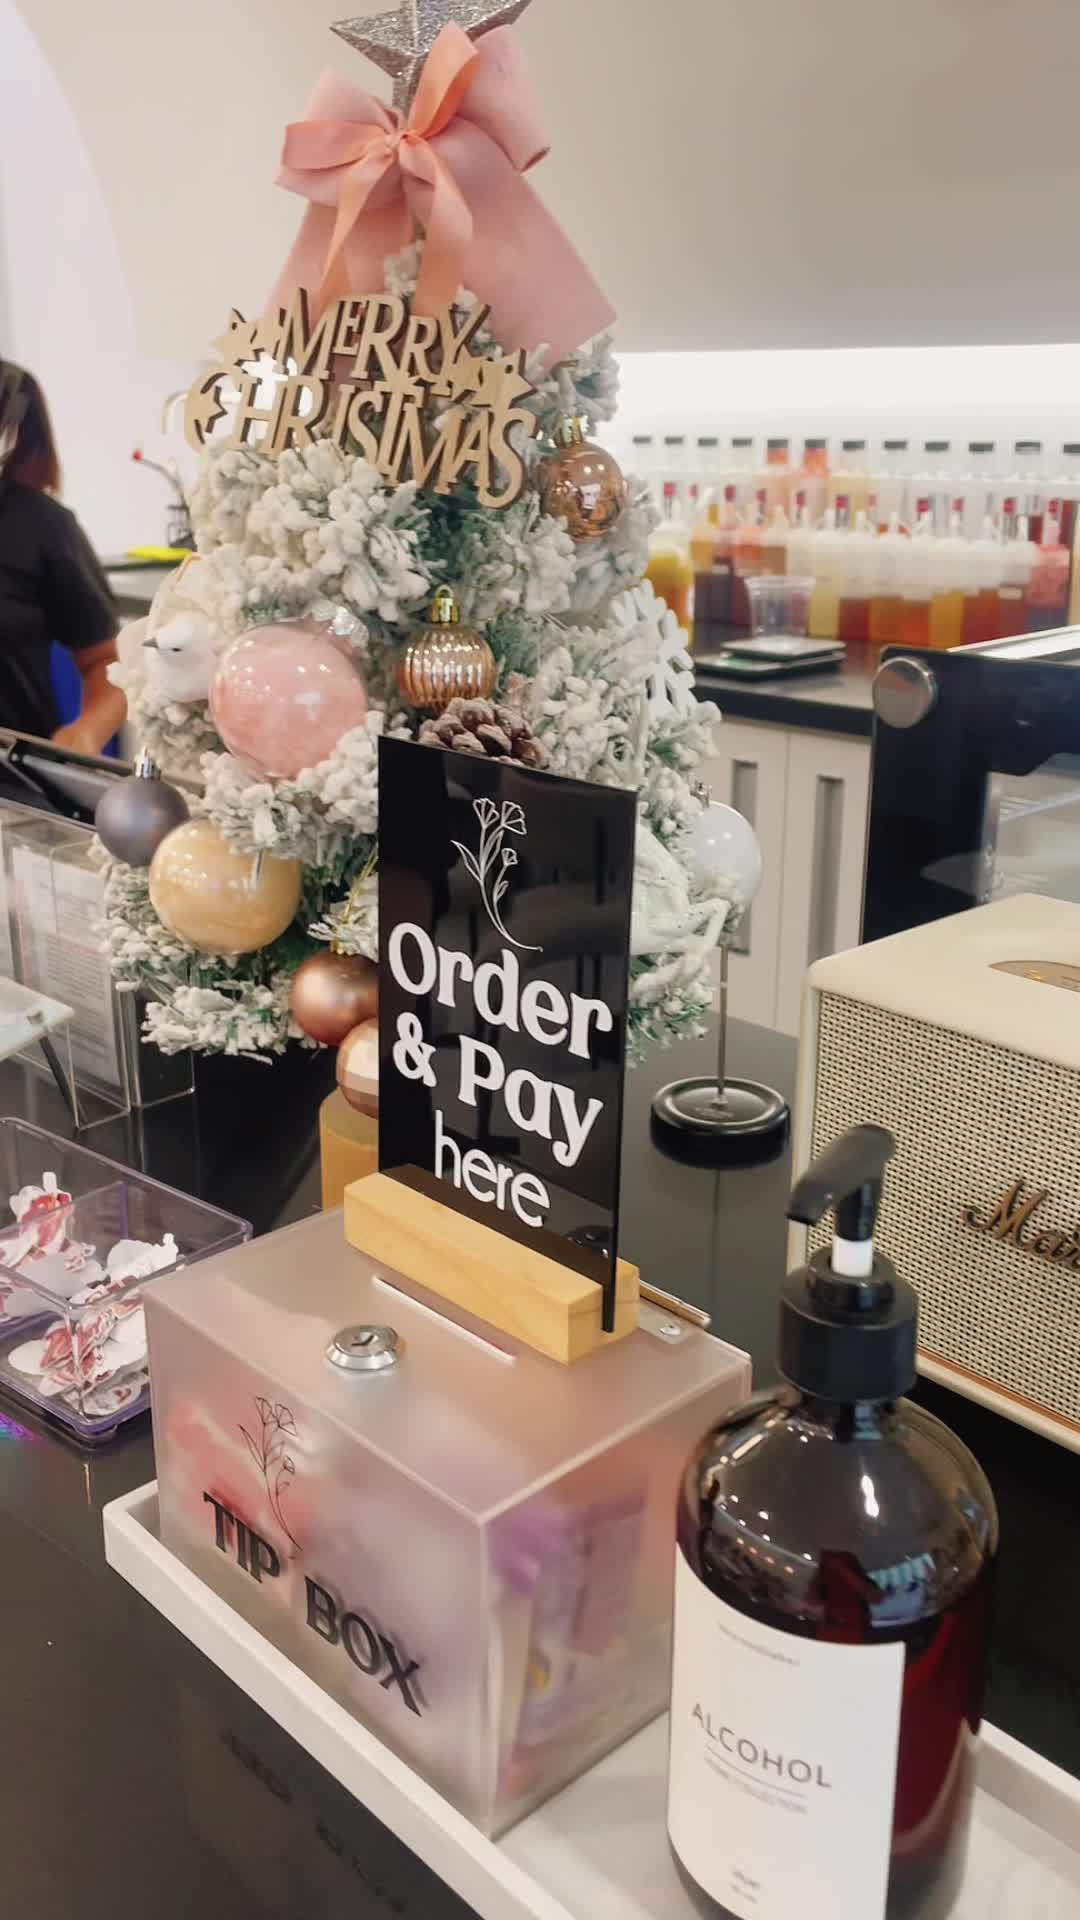 MERRY
CHRISTMAS
Order
& Pay
here
TIP BOX
ALCOHOL